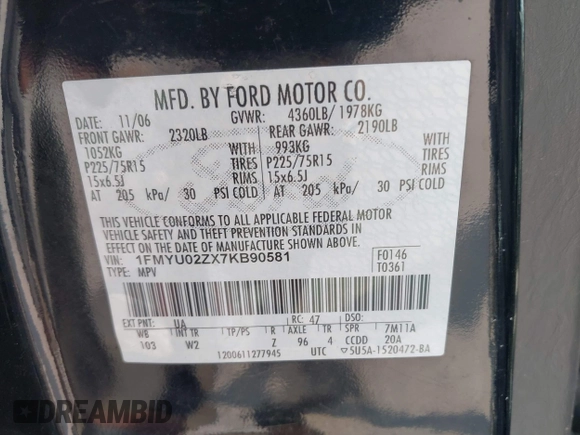 MFD. BY FORD MOTOR CO.
DATE: 11/06 GVWR: 4360LB/ 1978KG
FRONT GAWR: 2320LB REAR GAWR: 2190LB
1052KG 993KG
P225/75R15 TIRES P225/75R15 TIRES
15x6.5J RIMS 15x6.5J RIMS
AT 205 kPa/ 30 PSI COLD AT 205 kPa/ 30 PSI COLD
THIS VEHICLE CONFORMS TO ALL APPLICABLE FEDERAL MOTOR
VEHICLE SAFETY AND THEFT PREVENTION STANDARDS IN
EFFECT ON THE DATE OF MANUFACTURE SHOWN ABOVE.
VIN: 1FMYU02ZX7KB90581 F0146
TYPE: MPV T0361
EXT PNT: UA RC: 47 DSO:
WB INT TR TP/PS R AXLE TR SPR 7M11A
103 W2 Z 96 4 CCDD 20A
1200611277945 UTC ▽5U5A-1520472-BA
DREAMBID